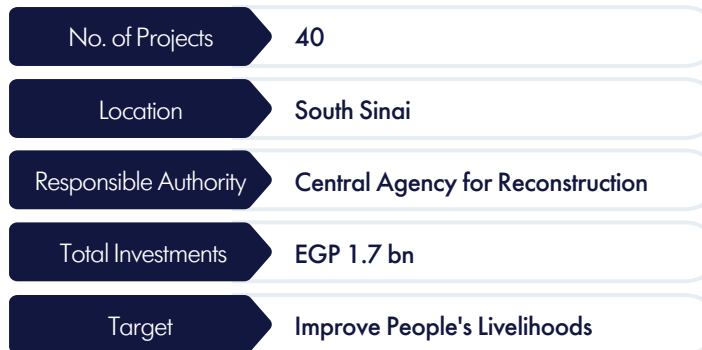 No. of Projects 40
Location South Sinai
Responsible Authority Central Agency for Reconstruction
Total Investments EGP 1.7 bn
Target Improve People's Livelihoods